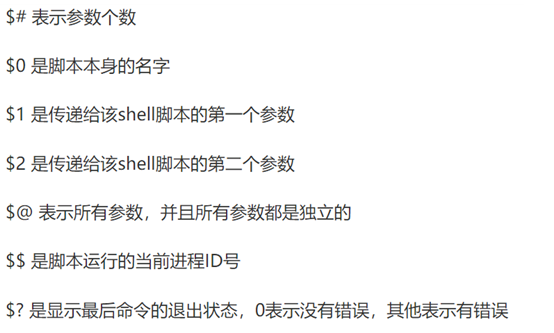 $# 表示参数个数
$0 是脚本本身的名字
$1 是传递给该shell脚本的第一个参数
$2 是传递给该shell脚本的第二个参数
$@ 表示所有参数，并且所有参数都是独立的
$$ 是脚本运行的当前进程ID号
$? 是显示最后命令的退出状态，0表示没有错误，其他表示有错误